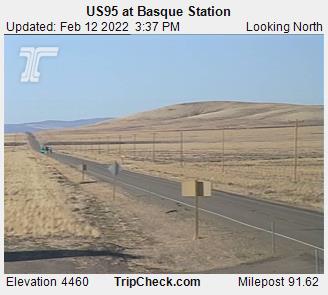 US95 at Basque Station
Updated: Feb 12 2022 3:37 PM Looking North
Elevation 4460 TripCheck.com Milepost 91.62